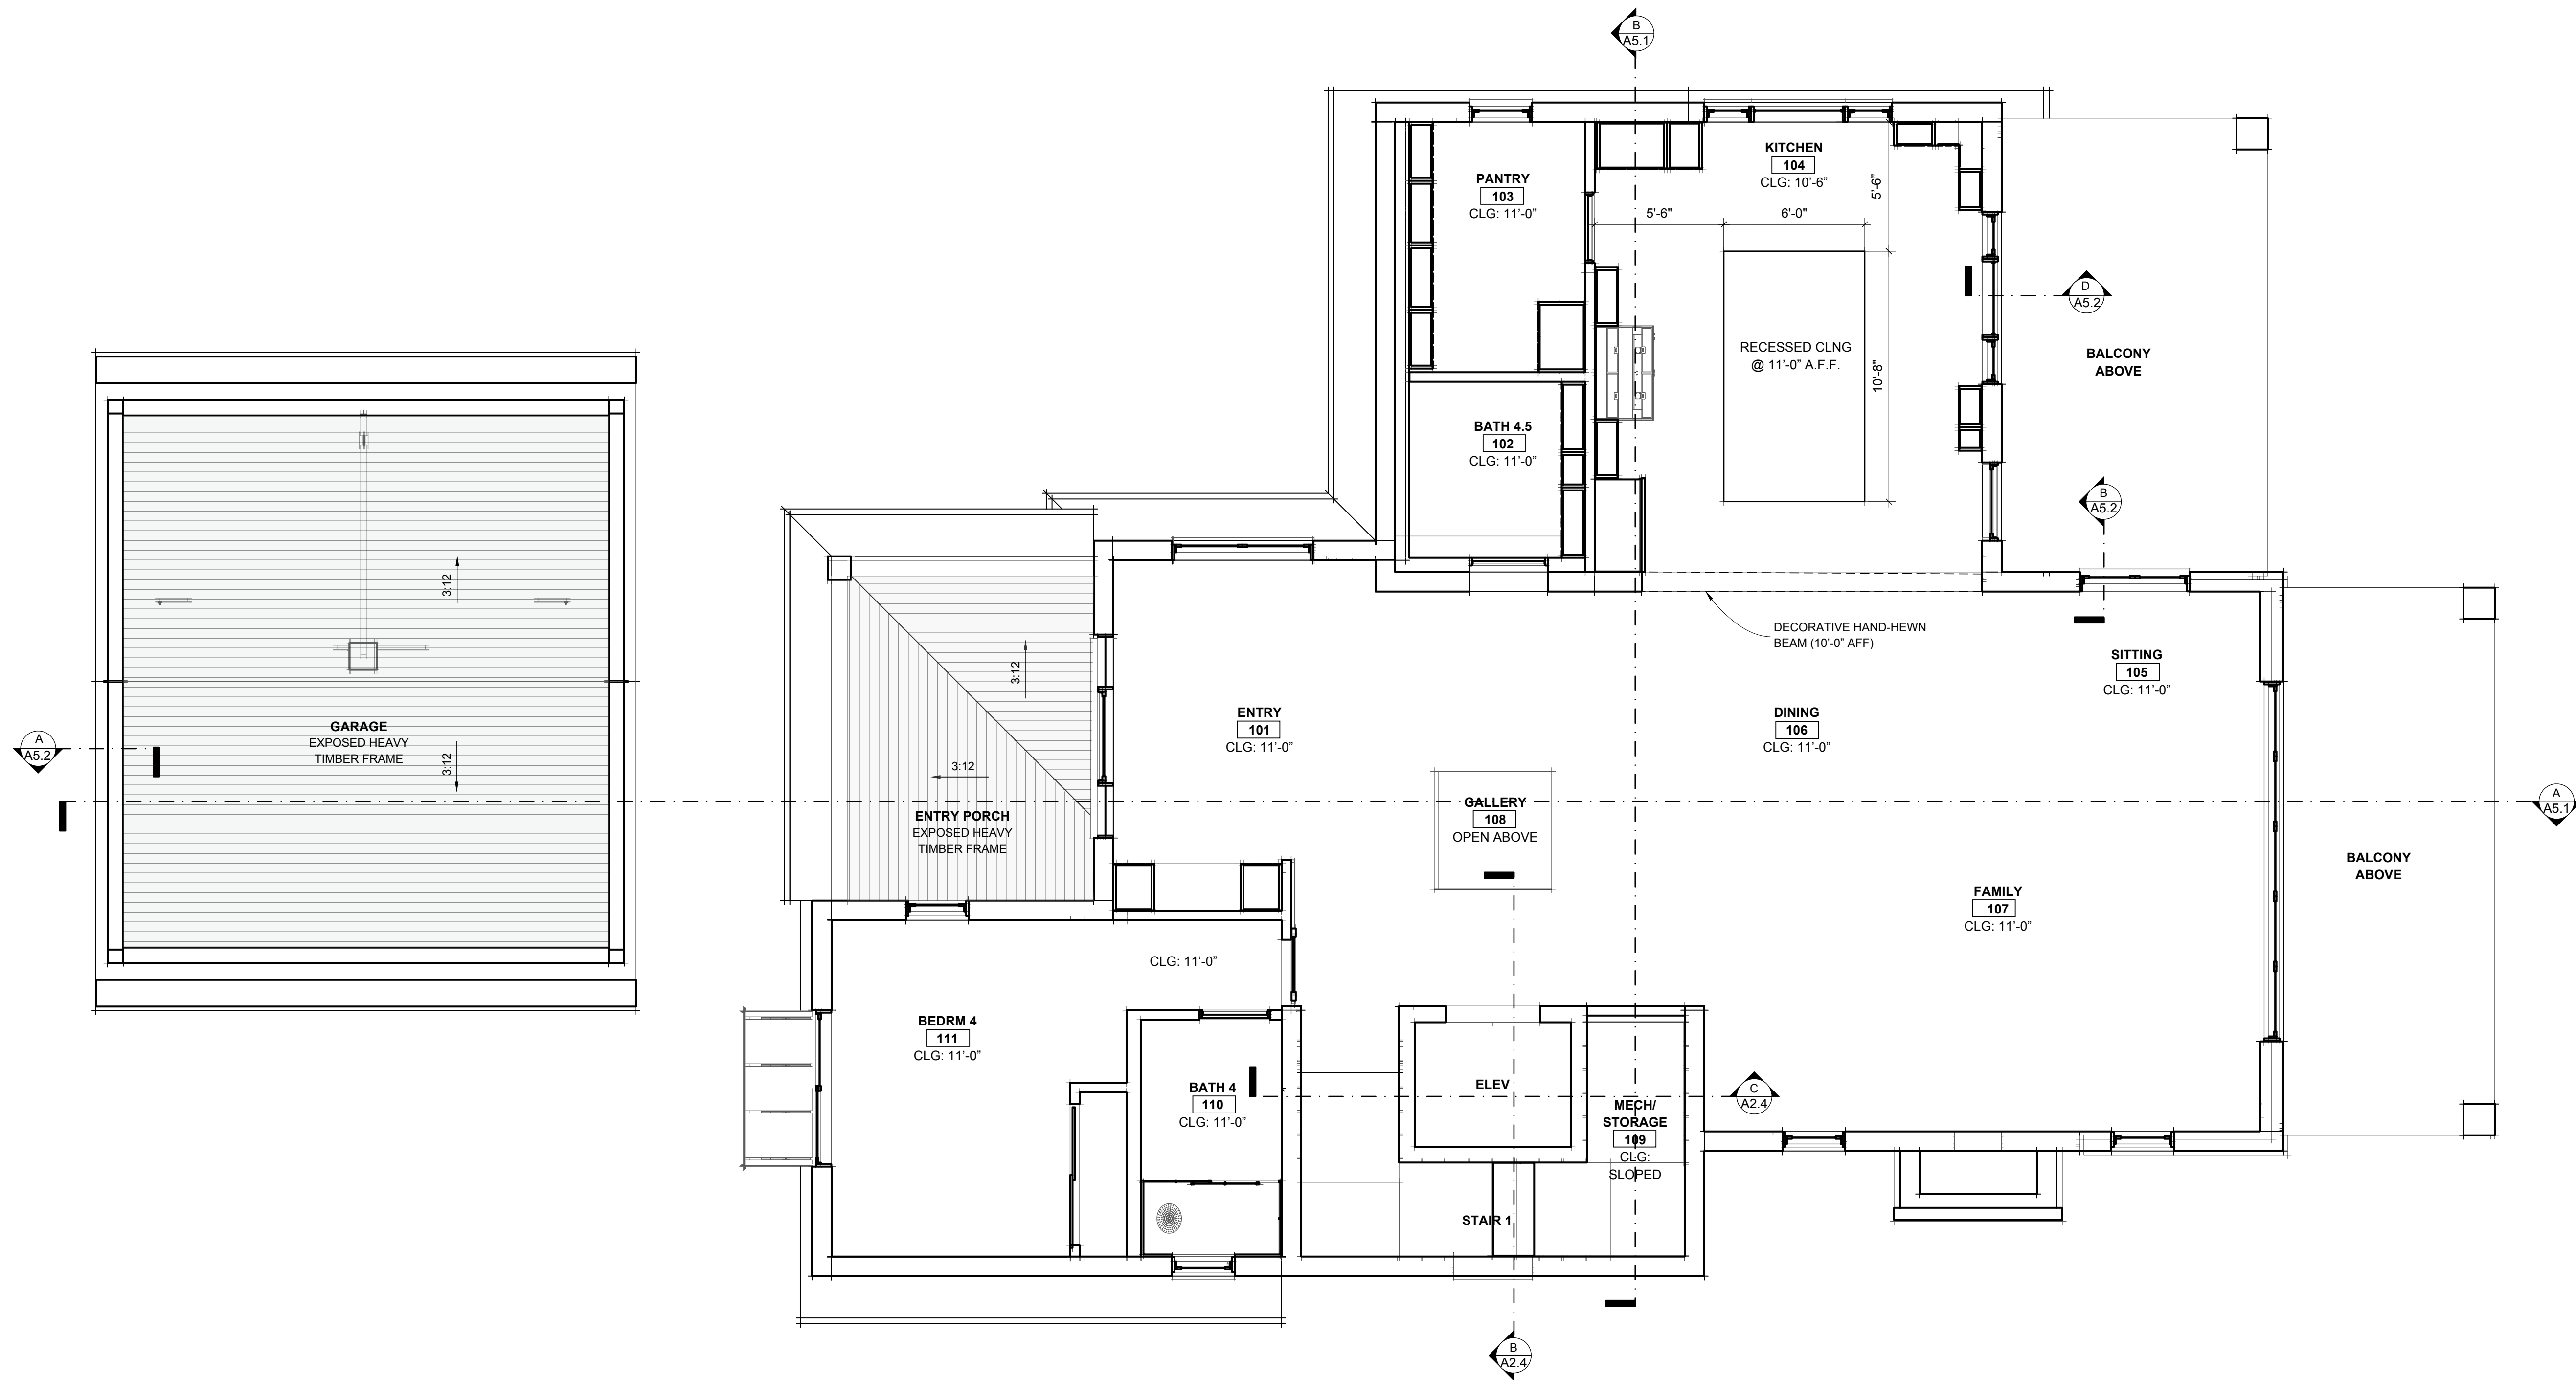 B
A5.1
KITCHEN
104
CLG: 10'-6”
PANTRY
103
CLG: 11’-0”
5'-6"
6'-0"
5'-6"
D
A5.2
RECESSED CLNG
@ 11’-0” A.F.F.
10'-8"
BALCONY
ABOVE
BATH 4.5
102
CLG: 11’-0”
B
A5.2
3:12
DECORATIVE HAND-HEWN
BEAM (10’-0” AFF)
SITTING
105
CLG: 11’-0”
3:12
GARAGE
EXPOSED HEAVY
TIMBER FRAME
A
A5.2
3:12
ENTRY
101
CLG: 11’-0”
DINING
106
CLG: 11’-0”
3:12
A
A5.1
ENTRY PORCH
EXPOSED HEAVY
TIMBER FRAME
GALLERY
108
OPEN ABOVE
BALCONY
ABOVE
FAMILY
107
CLG: 11’-0”
CLG: 11’-0”
BEDRM 4
111
CLG: 11’-0”
BATH 4
110
CLG: 11’-0”
ELEV
C
A2.4
MECH/
STORAGE
109
CLG:
SLOPED
STAIR 1
B
A2.4